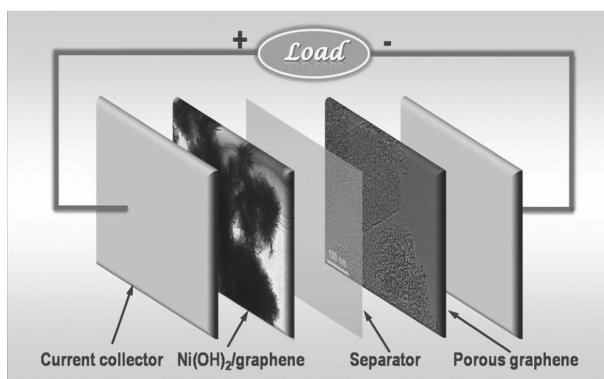 + Load -
100 nm
Current collector Ni(OH)₂/graphene Separator Porous graphene